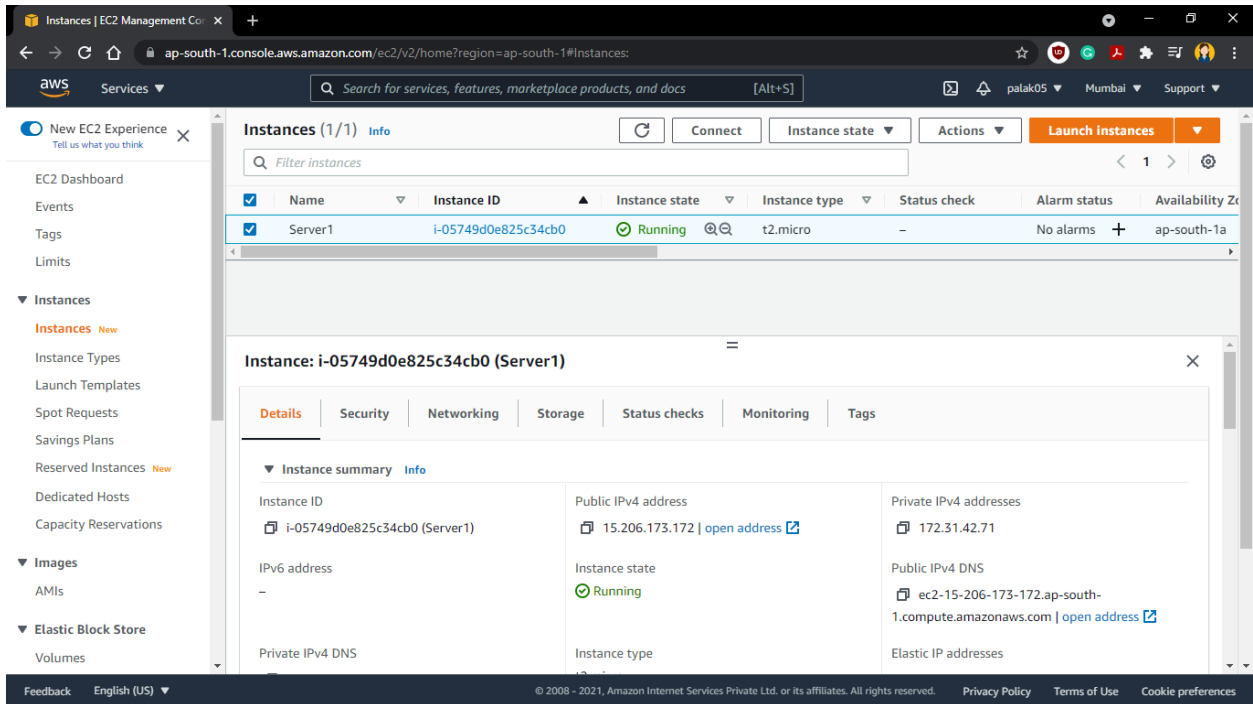 Instances | EC2 Management Cor
ap-south-1.console.aws.amazon.com/ec2/v2/home?region=ap-south-1#Instances:
aws Services Search for services, features, marketplace products, and docs [Alt+S] palak05 Mumbai Support
New EC2 Experience
Tell us what you think
EC2 Dashboard
Events
Tags
Limits
Instances
Instances New
Instance Types
Launch Templates
Spot Requests
Savings Plans
Reserved Instances New
Dedicated Hosts
Capacity Reservations
Images
AMIs
Elastic Block Store
Volumes
Instances (1/1) Info Connect Instance state Actions Launch instances
Filter instances 1
Name Instance ID Instance state Instance type Status check Alarm status Availability Zo
Server1 i-05749d0e825c34cb0 Running t2.micro – No alarms + ap-south-1a
Instance: i-05749d0e825c34cb0 (Server1)
Details Security Networking Storage Status checks Monitoring Tags
Instance summary Info
Instance ID
i-05749d0e825c34cb0 (Server1)
Public IPv4 address
15.206.173.172 | open address
Private IPv4 addresses
172.31.42.71
IPv6 address
–
Instance state
Running
Public IPv4 DNS
ec2-15-206-173-172.ap-south-
1.compute.amazonaws.com | open address
Private IPv4 DNS
Instance type
Elastic IP addresses
Feedback English (US) © 2008 - 2021, Amazon Internet Services Private Ltd. or its affiliates. All rights reserved. Privacy Policy Terms of Use Cookie preferences